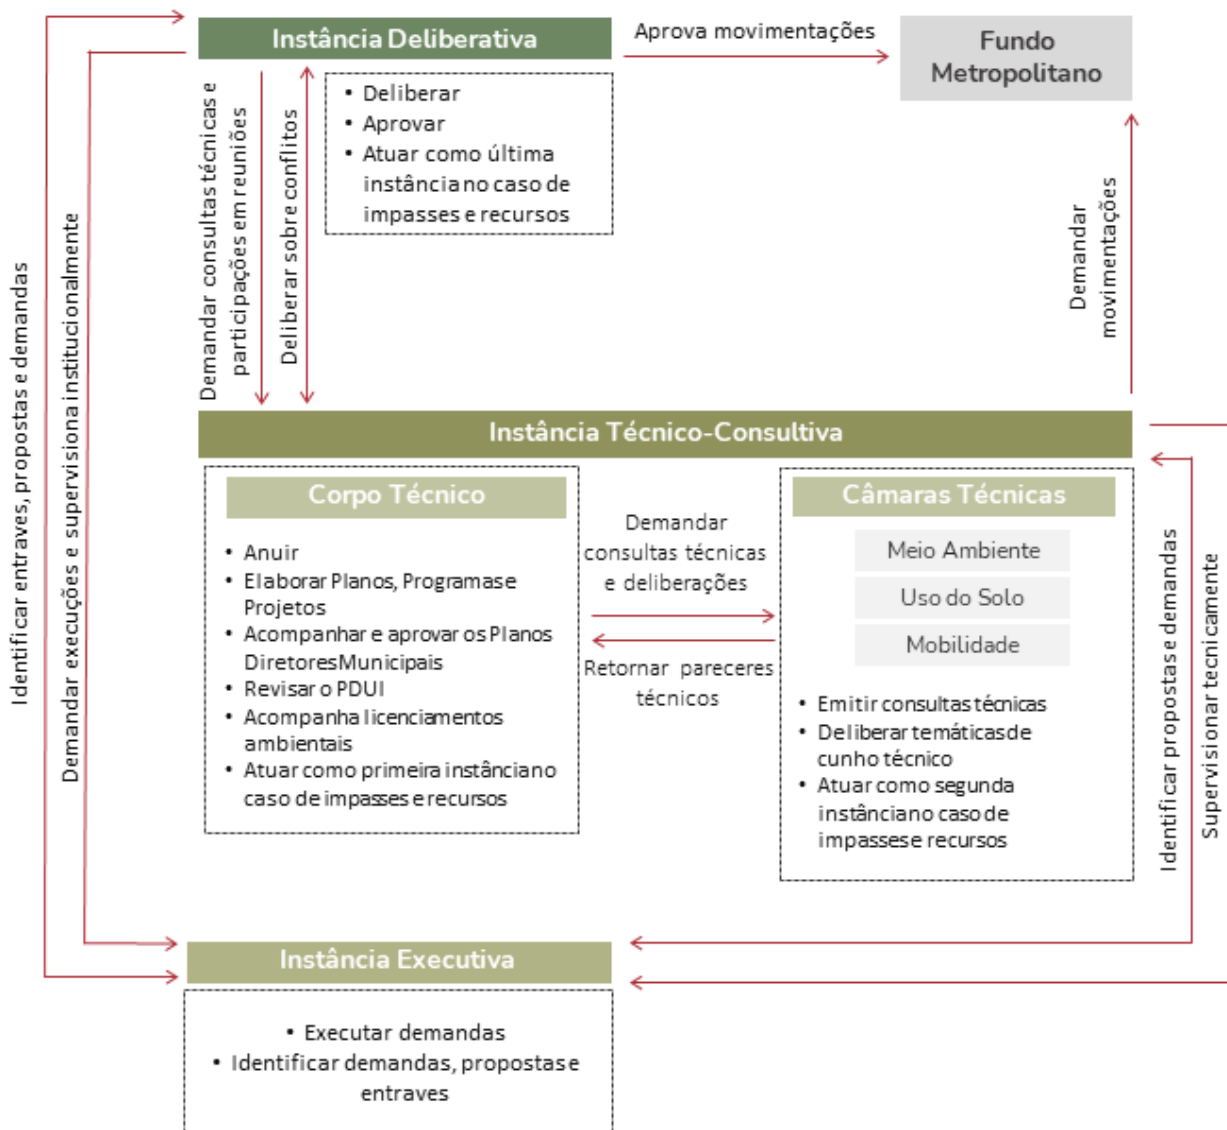 Instância Deliberativa
Aprova movimentações
Fundo
Metropolitano
• Deliberar
• Aprovar
• Atuar como última
instância no caso de
impasses e recursos
Demandar consultas técnicas e
participações em reuniões
Deliberar sobre conflitos
Demandar
movimentações
Identificar entraves, propostas e demandas
Demandar execuções e supervisiona institucionalmente
Instância Técnico-Consultiva
Corpo Técnico
• Anuir
• Elaborar Planos, Programas e
Projetos
• Acompanhar e aprovar os Planos
Diretores Municipais
• Revisar o PDUI
• Acompanha licenciamentos
ambientais
• Atuar como primeira instância no
caso de impasses e recursos
Demandar
consultas técnicas
e deliberações
Retornar pareceres
técnicos
Câmaras Técnicas
Meio Ambiente
Uso do Solo
Mobilidade
• Emitir consultas técnicas
• Deliberar temáticas de
cunho técnico
• Atuar como segunda
instância no caso de
impasses e recursos
Identificar propostas e demandas
Supervisionar tecnicamente
Instância Executiva
• Executar demandas
• Identificar demandas, propostas e
entraves